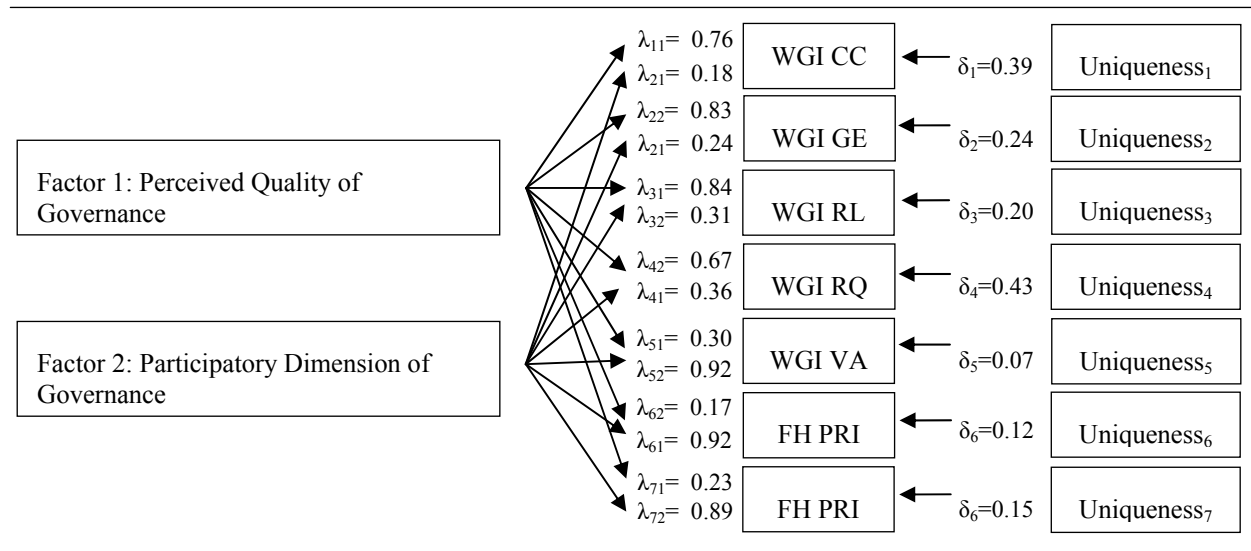 λ₁₁= 0.76
λ₂₁= 0.18
WGI CC
δ₁=0.39
Uniqueness₁
λ₂₂= 0.83
λ₂₁= 0.24
WGI GE
δ₂=0.24
Uniqueness₂
Factor 1: Perceived Quality of
Governance
λ₃₁= 0.84
λ₃₂= 0.31
WGI RL
δ₃=0.20
Uniqueness₃
λ₄₂= 0.67
λ₄₁= 0.36
WGI RQ
δ₄=0.43
Uniqueness₄
Factor 2: Participatory Dimension of
Governance
λ₅₁= 0.30
λ₅₂= 0.92
WGI VA
δ₅=0.07
Uniqueness₅
λ₆₂= 0.17
λ₆₁= 0.92
FH PRI
δ₆=0.12
Uniqueness₆
λ₇₁= 0.23
λ₇₂= 0.89
FH PRI
δ₆=0.15
Uniqueness₇